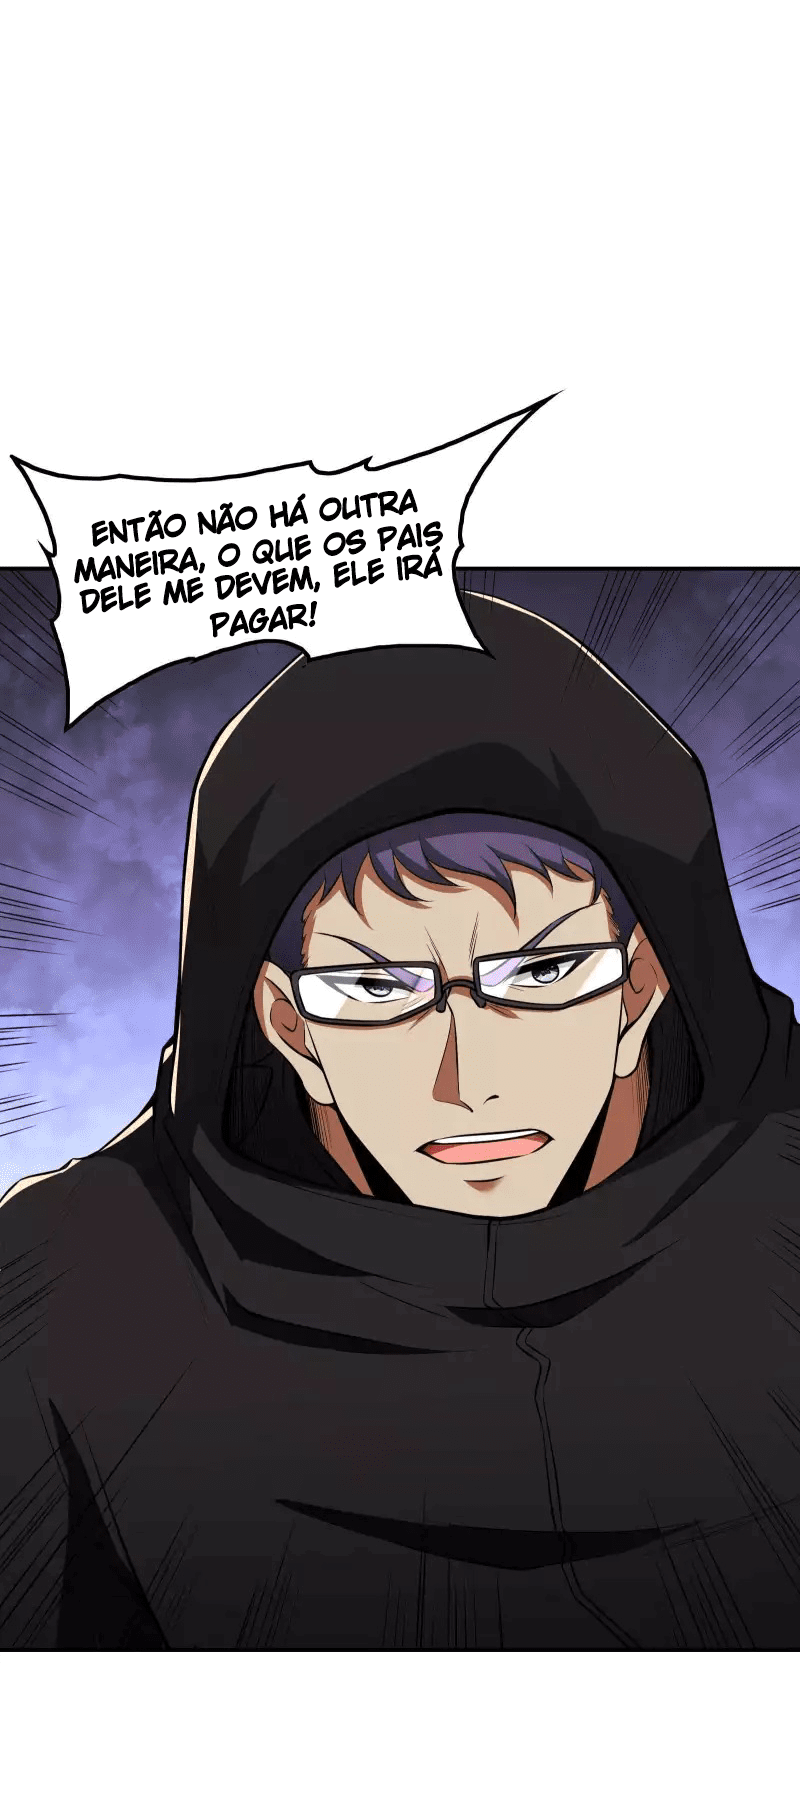 ENTÃO NÃO HÁ OUTRA
MANEIRA, O QUE OS PAIS
DELE ME DEVEM, ELE IRÁ
PAGAR!